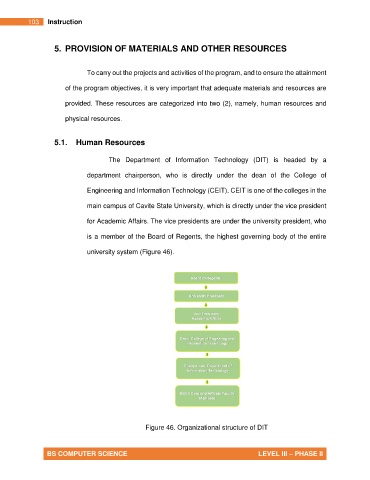 103 Instruction
5. PROVISION OF MATERIALS AND OTHER RESOURCES
To carry out the projects and activities of the program, and to ensure the attainment
of the program objectives, it is very important that adequate materials and resources are
provided. These resources are categorized into two (2), namely, human resources and
physical resources.
5.1. Human Resources
The Department of Information Technology (DIT) is headed by a
department chairperson, who is directly under the dean of the College of
Engineering and Information Technology (CEIT). CEIT is one of the colleges in the
main campus of Cavite State University, which is directly under the vice president
for Academic Affairs. The vice presidents are under the university president, who
is a member of the Board of Regents, the highest governing body of the entire
university system (Figure 46).
Board of Regents
University President
Vice President,
Academic Affairs
Dean, College of Engineering and
Information Technology
Figure 46. Organizational structure of DIT
BS COMPUTER SCIENCE LEVEL III – PHASE II